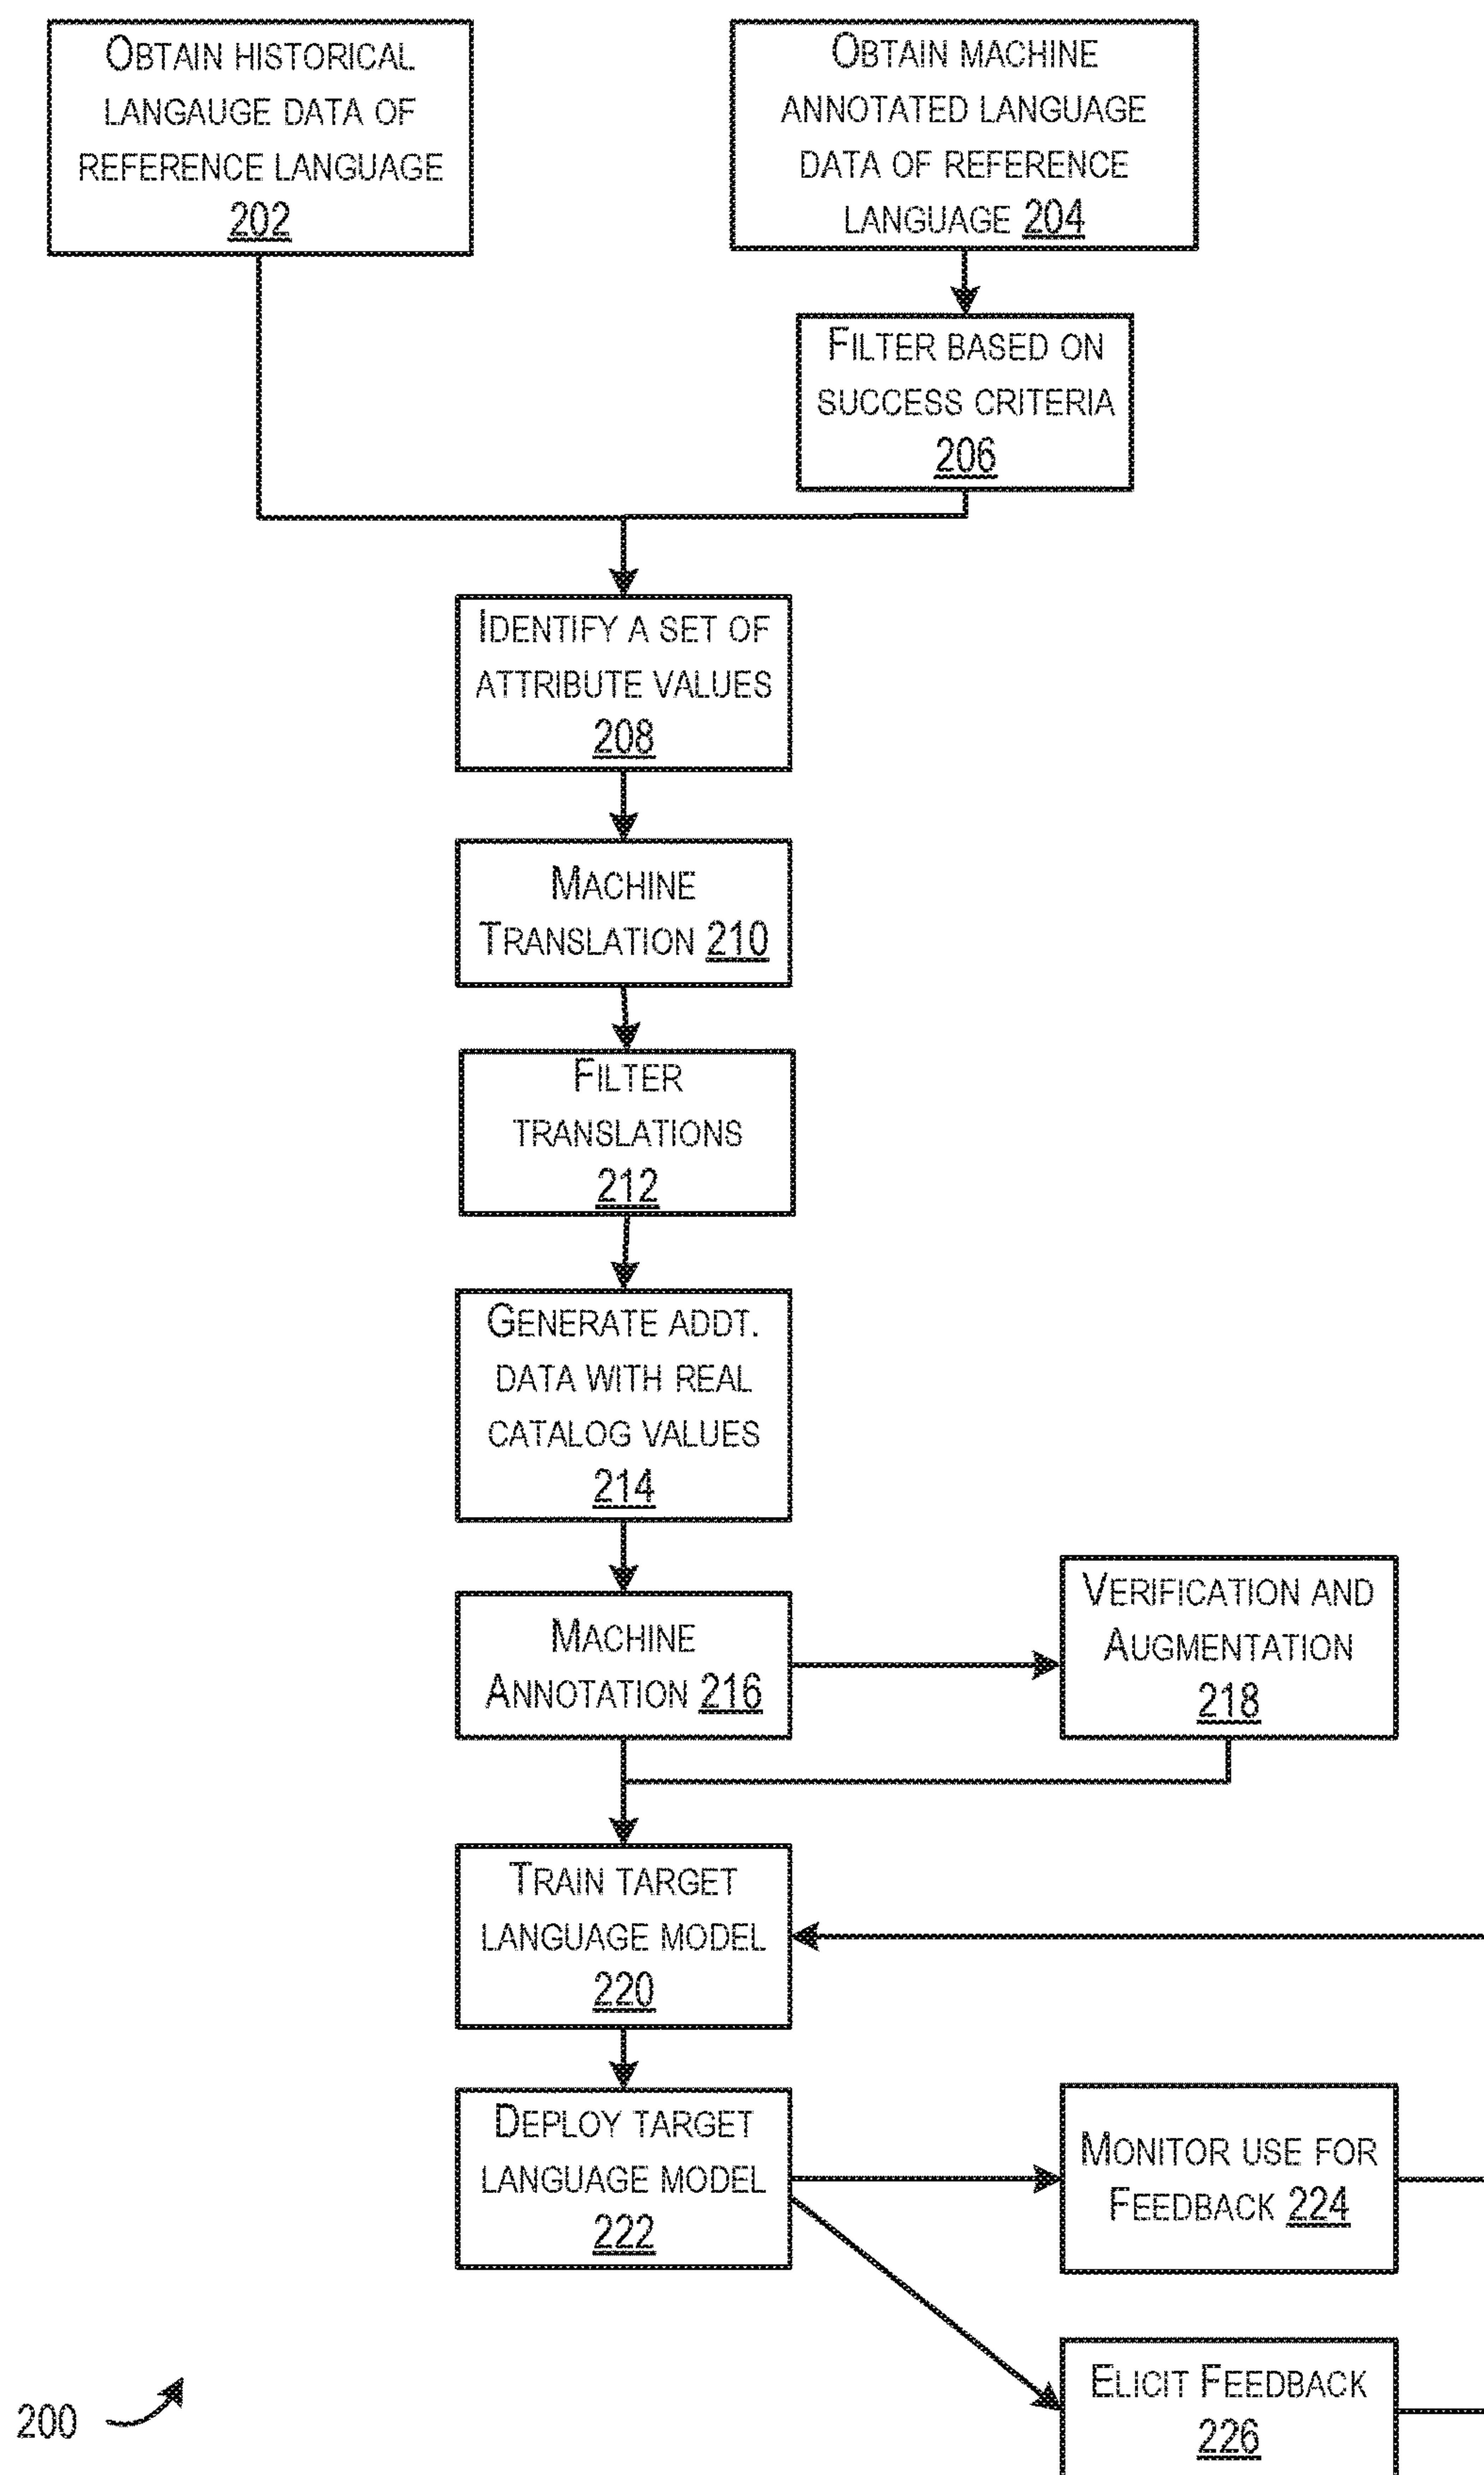 Obtain historical
langauge data of
reference language
202
Obtain machine
annotated language
data of reference
language 204
Filter based on
success criteria
206
Identify a set of
attribute values
208
Machine
Translation 210
Filter
translations
212
Generate addt.
data with real
catalog values
214
Machine
Annotation 216
Verification and
Augmentation
218
Train target
language model
220
Deploy target
language model
222
Monitor use for
Feedback 224
Elicit Feedback
226
200